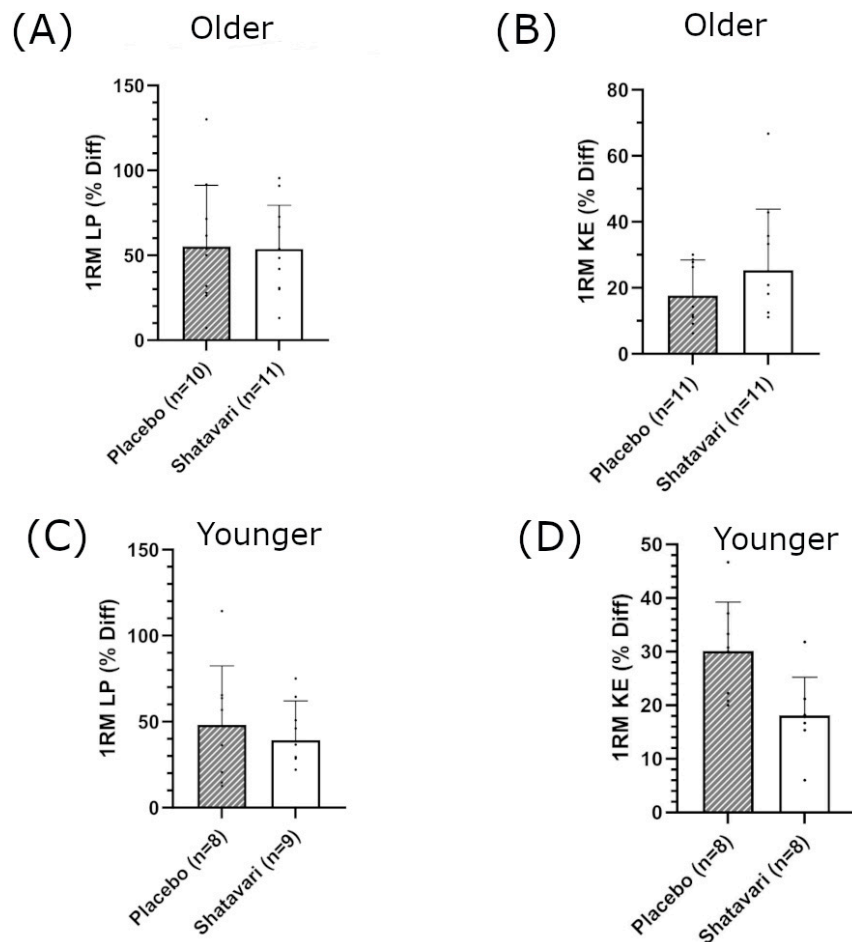 (A) Older
150
100
50
0
1RM LP (% Diff)
Placebo (n=10)
Shatavari (n=11)
(B) Older
80
60
40
20
0
1RM KE (% Diff)
Placebo (n=11)
Shatavari (n=11)
(C) Younger
150
100
50
0
1RM LP (% Diff)
Placebo (n=8)
Shatavari (n=9)
(D) Younger
50
40
30
20
10
0
1RM KE (% Diff)
Placebo (n=8)
Shatavari (n=8)